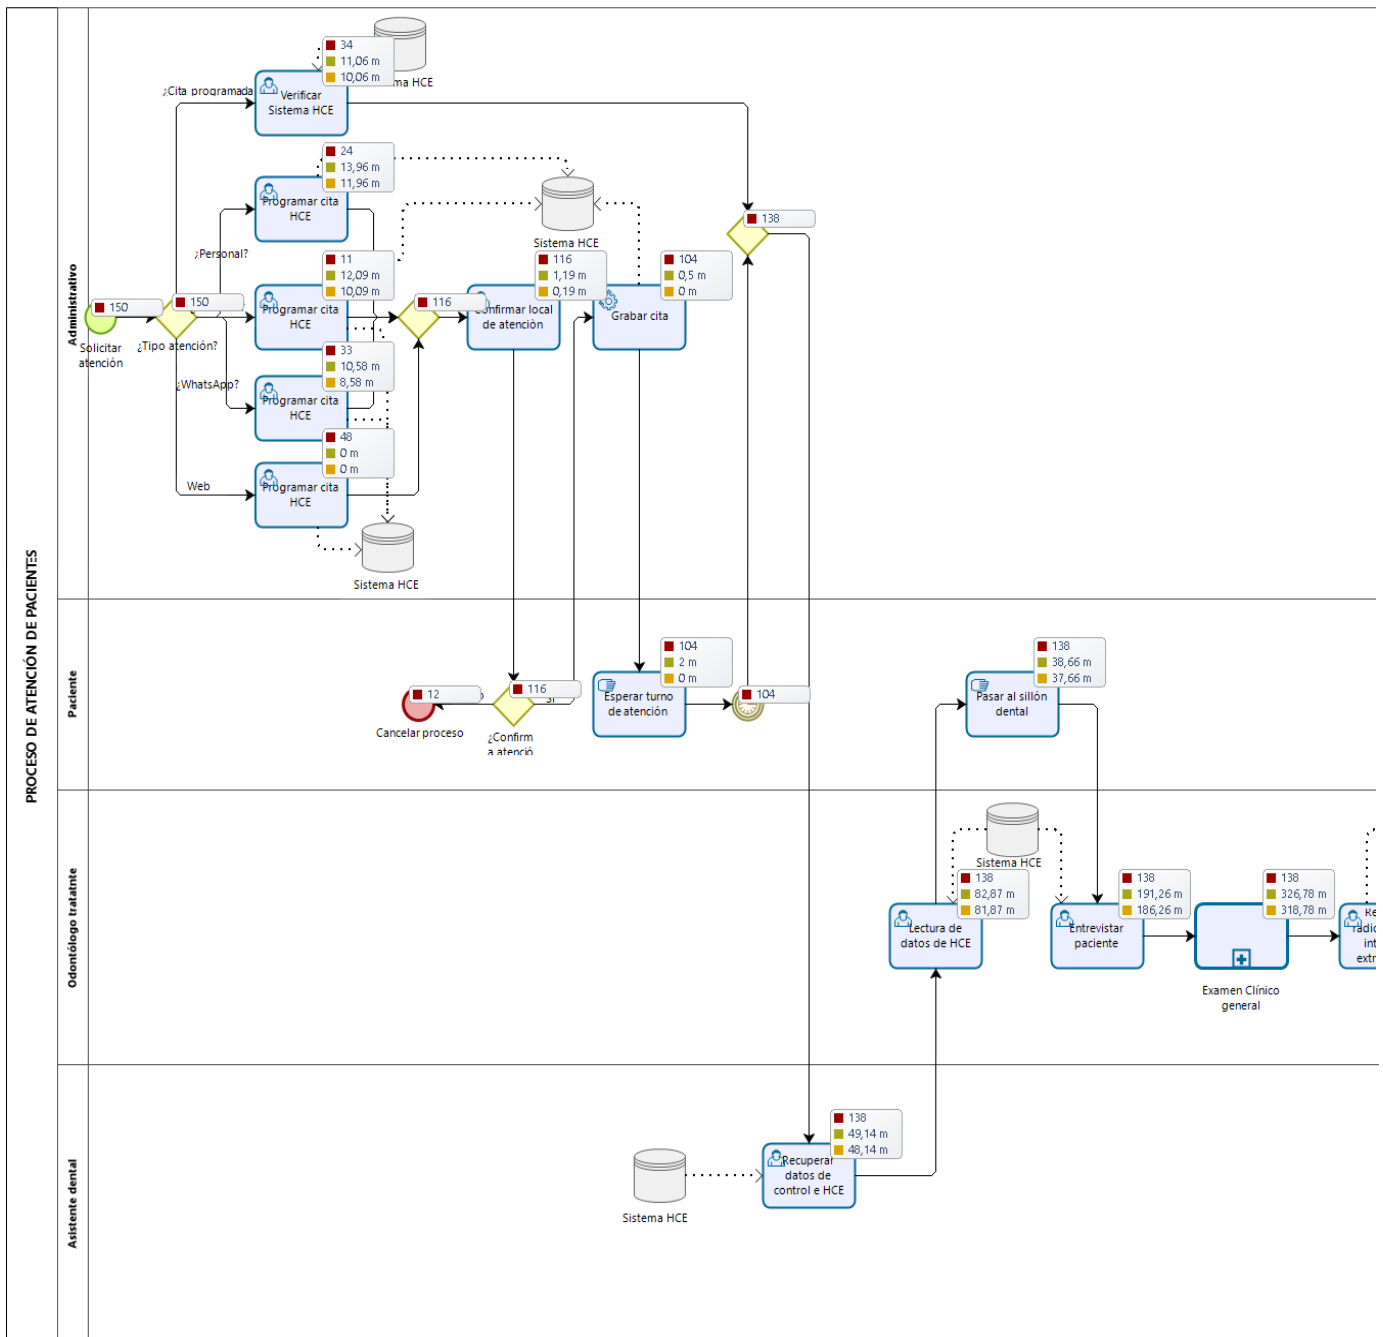 PROCESO DE ATENCIÓN DE PACIENTES
Administrativo
34
11,06 m
10,06 m
Sistema HCE
¿Cita programada
Verificar
Sistema HCE
24
13,96 m
11,96 m
Programar cita
HCE
Sistema HCE
138
¿Personal?
11
12,09 m
10,09 m
Programar cita
HCE
116
1,19 m
0,19 m
104
0,5 m
0 m
150
150
116
Confirmar local
de atención
Grabar cita
Solicitar
atención
¿Tipo atención?
33
10,58 m
8,58 m
¿WhatsApp?
Programar cita
HCE
48
0 m
0 m
Web
Programar cita
HCE
Sistema HCE
Paciente
104
2 m
0 m
138
38,66 m
37,66 m
12
116
104
Esperar turno
de atención
Pasar al sillón
dental
Cancelar proceso
¿Confirm
a atenció
Odontólogo tratatnte
Sistema HCE
138
82,87 m
81,87 m
138
191,26 m
186,26 m
138
326,78 m
318,78 m
Lectura de
datos de HCE
Entrevistar
paciente
Re
radio
int
extr
Examen Clínico
general
Asistente dental
138
49,14 m
48,14 m
Recuperar
datos de
control e HCE
Sistema HCE